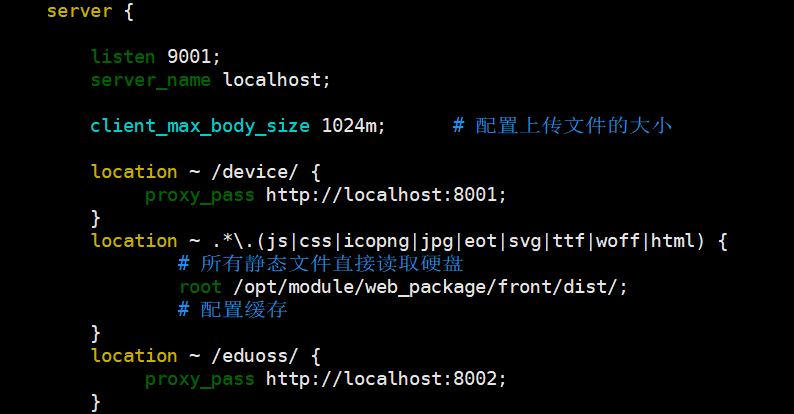 server {
listen 9001;
server_name localhost;
client_max_body_size 1024m; # 配置上传文件的大小
location ~ /device/ {
proxy_pass http://localhost:8001;
}
location ~ .*\.(js|css|icopng|jpg|eot|svg|ttf|woff|html) {
# 所有静态文件直接读取硬盘
root /opt/module/web_package/front/dist/;
# 配置缓存
}
location ~ /eduoss/ {
proxy_pass http://localhost:8002;
}